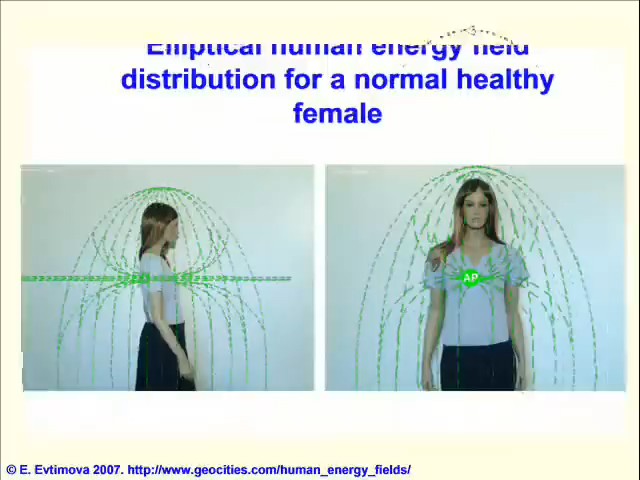 Elliptical human energy field
distribution for a normal healthy
female
AP
© E. Evtimova 2007. http://www.geocities.com/human_energy_fields/